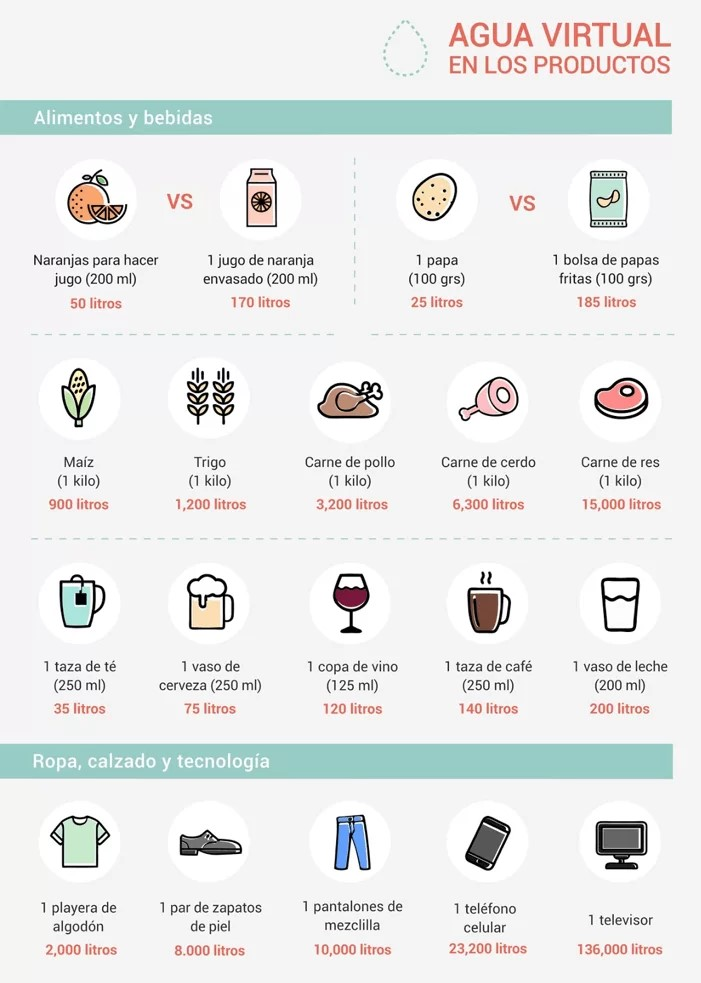 AGUA VIRTUAL
EN LOS PRODUCTOS
Alimentos y bebidas
Naranjas para hacer
jugo (200 ml)
50 litros
VS
1 jugo de naranja
envasado (200 ml)
170 litros
1 papa
(100 grs)
25 litros
VS
1 bolsa de papas
fritas (100 grs)
185 litros
Maíz
(1 kilo)
900 litros
Trigo
(1 kilo)
1,200 litros
Carne de pollo
(1 kilo)
3,200 litros
Carne de cerdo
(1 kilo)
6,300 litros
Carne de res
(1 kilo)
15,000 litros
1 taza de té
(250 ml)
35 litros
1 vaso de
cerveza (250 ml)
75 litros
1 copa de vino
(125 ml)
120 litros
1 taza de café
(250 ml)
140 litros
1 vaso de leche
(200 ml)
200 litros
Ropa, calzado y tecnología
1 playera de
algodón
2,000 litros
1 par de zapatos
de piel
8.000 litros
1 pantalones de
mezclilla
10,000 litros
1 teléfono
celular
23,200 litros
1 televisor
136,000 litros